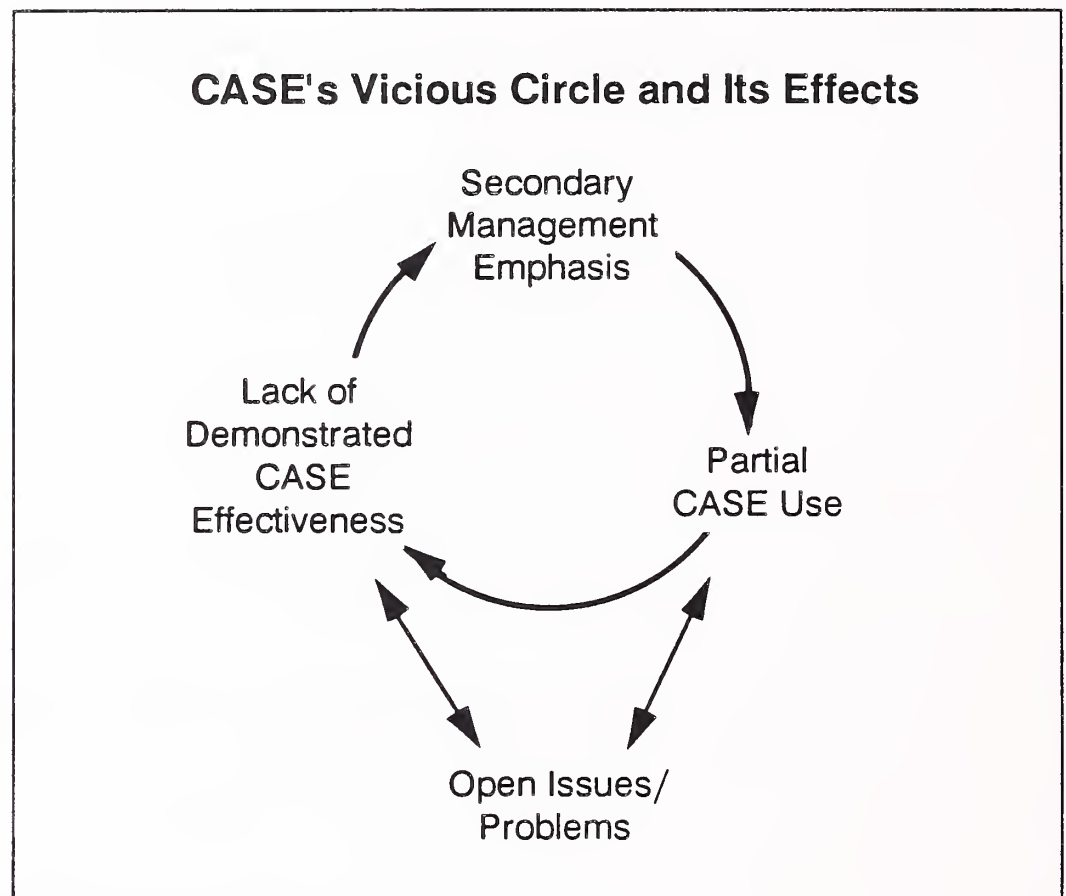 CASE's Vicious Circle and Its Effects
Secondary
Management
Emphasis
Lack of
Demonstrated
CASE
Effectiveness
Partial
CASE Use
Open Issues/
Problems